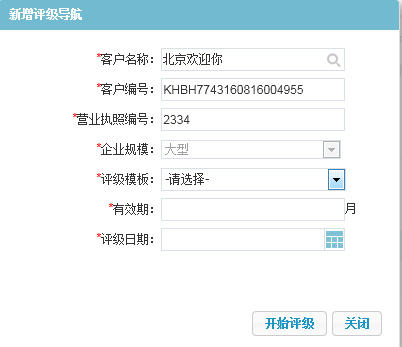 新增评级导航
*客户名称： 北京欢迎你
*客户编号： KHBH7743160816004955
*营业执照编号： 2334
*企业规模： 大型
*评级模板： -请选择-
*有效期： 月
*评级日期：
开始评级 关闭